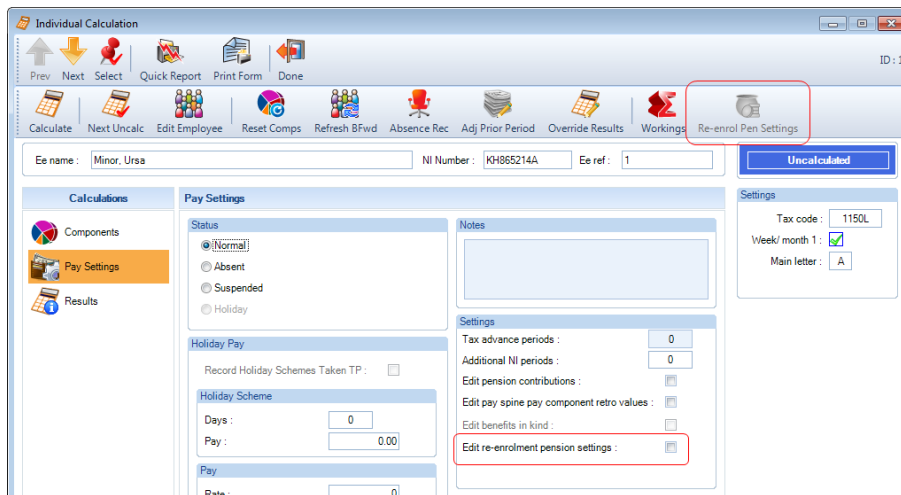 Individual Calculation
Prev Next Select Quick Report Print Form Done
ID :
Calculate Next Uncalc Edit Employee Reset Comps Refresh BFwd Absence Rec Adj Prior Period Override Results Workings Re-enrol Pen Settings
Ee name : Minor, Ursa NI Number : KH865214A Ee ref : 1
Uncalculated
Calculations
Components
Pay Settings
Results
Pay Settings
Status
Normal
Absent
Suspended
Holiday
Holiday Pay
Record Holiday Schemes Taken TP :
Holiday Scheme
Days : 0
Pay : 0.00
Pay
Rate : 0
Notes
Settings
Tax advance periods : 0
Additional NI periods : 0
Edit pension contributions :
Edit pay spine pay component retro values :
Edit benefits in kind :
Edit re-enrolment pension settings :
Settings
Tax code : 1150L
Week/ month 1 :
Main letter : A